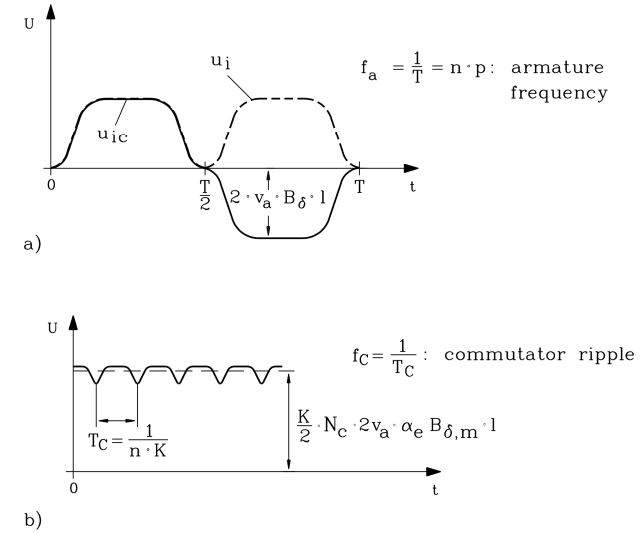 U
u_i
f_a = 1/T = n·p: armature
frequency
u_ic
0
T/2
2·v_a·B_δ·l
T
t
a)
U
f_C = 1/T_C : commutator ripple
K/2·N_c·2v_a·α_e B_δ,m·l
T_C = 1/n·K
0
t
b)